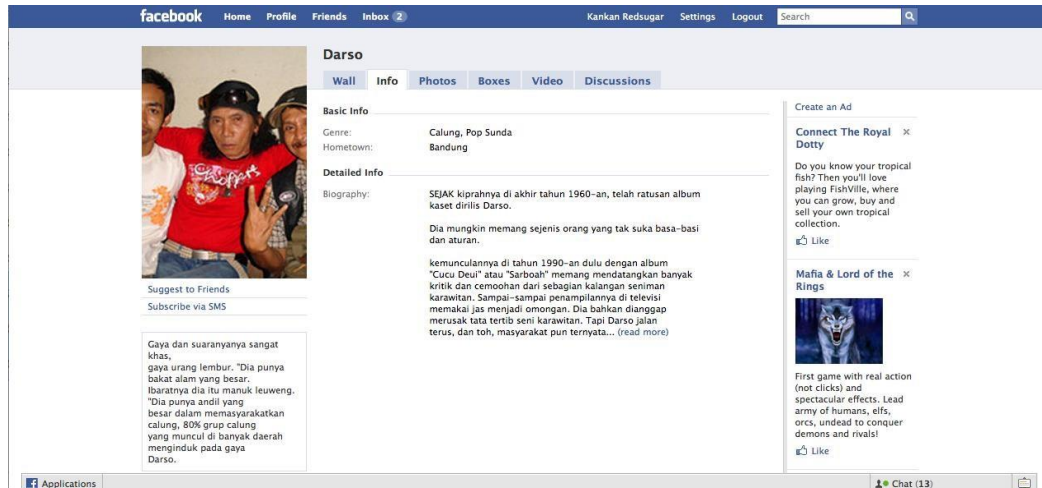 facebook Home Profile Friends Inbox 2 Kankan Redsugar Settings Logout Search
Darso
Wall Info Photos Boxes Video Discussions
Basic Info
Genre: Calung, Pop Sunda
Hometown: Bandung
Detailed Info
Biography: SEJAK kiprahnya di akhir tahun 1960-an, telah ratusan album
kaset dirilis Darso.
Dia mungkin memang sejenis orang yang tak suka basa-basi
dan aturan.
kemunculannya di tahun 1990-an dulu dengan album
"Cucu Deui" atau "Sarboah" memang mendatangkan banyak
kritik dan cemoohan dari sebagian kalangan seniman
karawitan. Sampai-sampai penampilannya di televisi
memakai jas menjadi omongan. Dia bahkan dianggap
merusak tata tertib seni karawitan. Tapi Darso jalan
terus, dan toh, masyarakat pun ternyata... (read more)
Choppers
Suggest to Friends
Subscribe via SMS
Gaya dan suaranyanya sangat
khas,
gaya urang lembur. "Dia punya
bakat alam yang besar.
Ibaratnya dia itu manuk leuweng.
"Dia punya andil yang
besar dalam memasyarakatkan
calung, 80% grup calung
yang muncul di banyak daerah
menginduk pada gaya
Darso.
Create an Ad
Connect The Royal
Dotty
Do you know your tropical
fish? Then you'll love
playing FishVille, where
you can grow, buy and
sell your own tropical
collection.
Like
Mafia & Lord of the
Rings
First game with real action
(not clicks) and
spectacular effects. Lead
army of humans, elfs,
orcs, undead to conquer
demons and rivals!
Like
Applications
Chat (13)